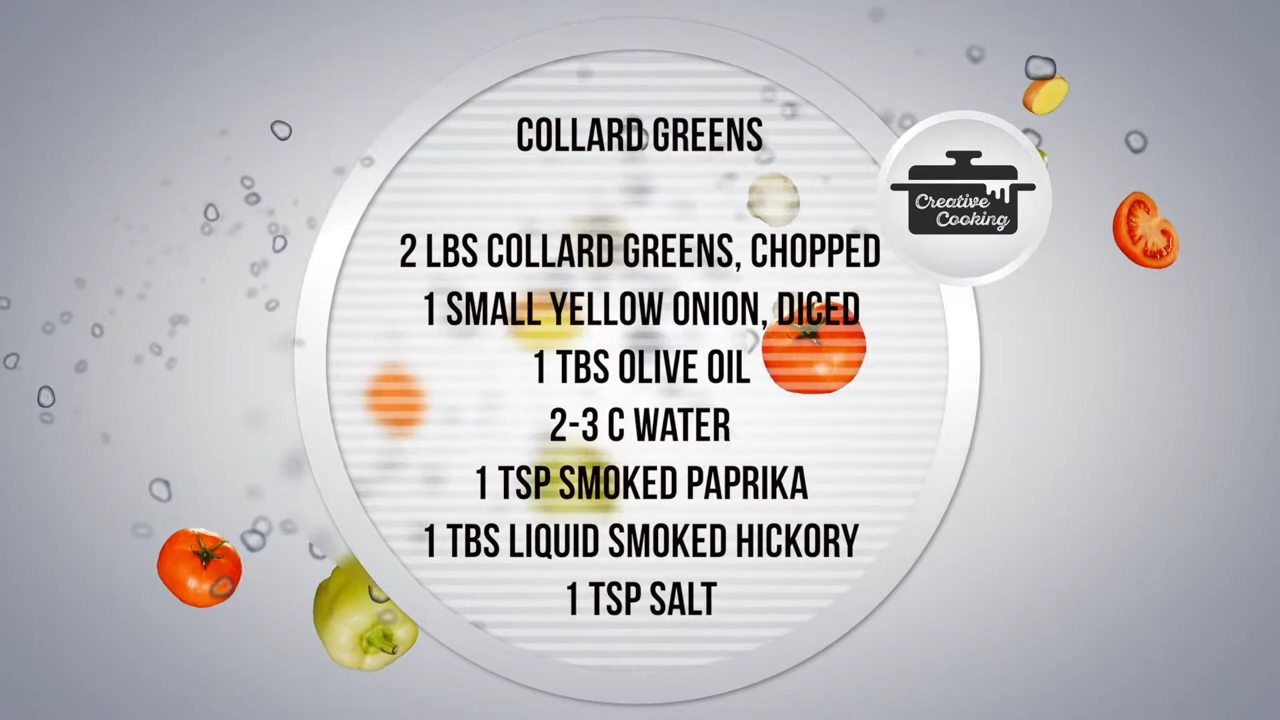 COLLARD GREENS
Creative
Cooking
2 LBS COLLARD GREENS, CHOPPED
1 SMALL YELLOW ONION, DICED
1 TBS OLIVE OIL
2-3 C WATER
1 TSP SMOKED PAPRIKA
1 TBS LIQUID SMOKED HICKORY
1 TSP SALT